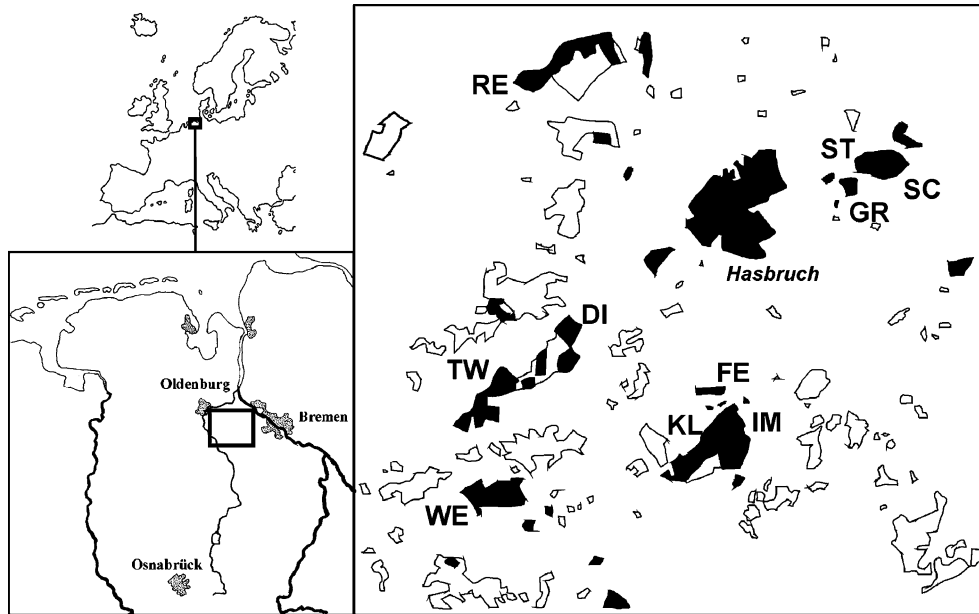 RE
ST
SC
GR
Hasbruch
DI
TW
FE
KL
IM
WE
Oldenburg
Bremen
Osnabrück